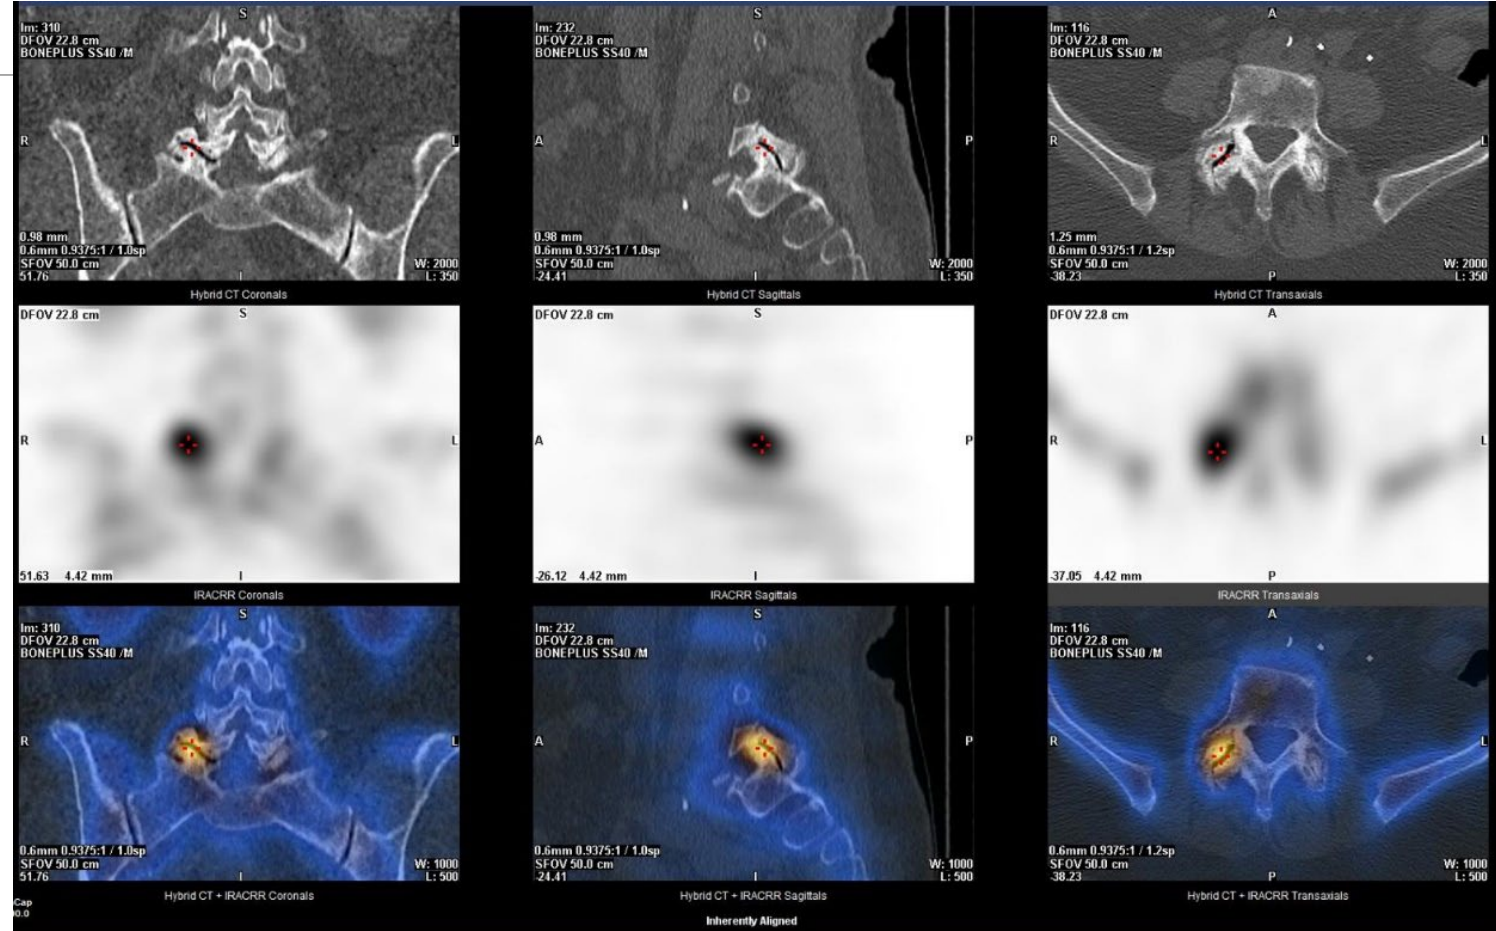 S
Im: 310
DFOV 22.8 cm
BONEPLUS SS40 /M
R
L
0.98 mm
0.6mm 0.9375:1 / 1.0sp
SFOV 50.0 cm
51.76
I
W: 2000
L: 350
Hybrid CT Coronals
S
Im: 232
DFOV 22.8 cm
BONEPLUS SS40 /M
A
P
0.98 mm
0.6mm 0.9375:1 / 1.0sp
SFOV 50.0 cm
-24.41
I
W: 2000
L: 350
Hybrid CT Sagittals
A
Im: 116
DFOV 22.8 cm
BONEPLUS SS40 /M
R
L
1.25 mm
0.6mm 0.9375:1 / 1.2sp
SFOV 50.0 cm
-38.23
P
W: 2000
L: 350
Hybrid CT Transaxials
DFOV 22.8 cm
S
R
L
51.63 4.42 mm
I
IRACRR Coronals
DFOV 22.8 cm
S
A
P
-26.12 4.42 mm
I
IRACRR Sagittals
DFOV 22.8 cm
A
R
L
-37.05 4.42 mm
P
IRACRR Transaxials
S
Im: 310
DFOV 22.8 cm
BONEPLUS SS40 /M
R
L
0.6mm 0.9375:1 / 1.0sp
SFOV 50.0 cm
51.76
I
W: 1000
L: 500
Hybrid CT + IRACRR Coronals
S
Im: 232
DFOV 22.8 cm
BONEPLUS SS40 /M
A
P
0.6mm 0.9375:1 / 1.0sp
SFOV 50.0 cm
-24.41
I
W: 1000
L: 500
Hybrid CT + IRACRR Sagittals
A
Im: 116
DFOV 22.8 cm
BONEPLUS SS40 /M
R
L
0.6mm 0.9375:1 / 1.2sp
SFOV 50.0 cm
-38.23
P
W: 1000
L: 500
Hybrid CT + IRACRR Transaxials
Cap
Inherently Aligned